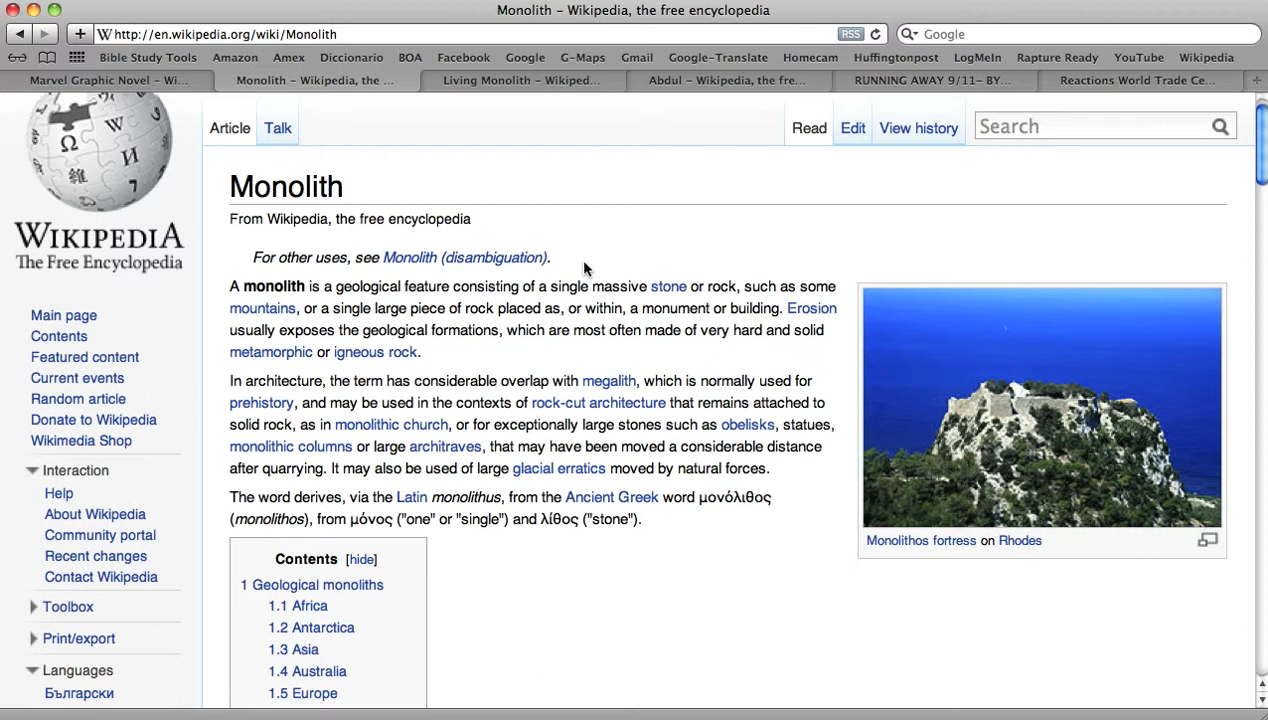 Monolith – Wikipedia, the free encyclopedia
http://en.wikipedia.org/wiki/Monolith RSS Google
Bible Study Tools Amazon Amex Diccionario BOA Facebook Google G-Maps Gmail Google-Translate Homecam Huffingtonpost LogMeIn Rapture Ready YouTube Wikipedia
Marvel Graphic Novel – Wi... Monolith – Wikipedia, the ... Living Monolith – Wikiped... Abdul – Wikipedia, the fre... RUNNING AWAY 9/11– BY... Reactions World Trade Ce...
Article Talk Read Edit View history Search
WIKIPEDIA
The Free Encyclopedia
Main page
Contents
Featured content
Current events
Random article
Donate to Wikipedia
Wikimedia Shop
Interaction
Help
About Wikipedia
Community portal
Recent changes
Contact Wikipedia
Toolbox
Print/export
Languages
Български
Monolith
From Wikipedia, the free encyclopedia
For other uses, see Monolith (disambiguation).
A monolith is a geological feature consisting of a single massive stone or rock, such as some
mountains, or a single large piece of rock placed as, or within, a monument or building. Erosion
usually exposes the geological formations, which are most often made of very hard and solid
metamorphic or igneous rock.
In architecture, the term has considerable overlap with megalith, which is normally used for
prehistory, and may be used in the contexts of rock-cut architecture that remains attached to
solid rock, as in monolithic church, or for exceptionally large stones such as obelisks, statues,
monolithic columns or large architraves, that may have been moved a considerable distance
after quarrying. It may also be used of large glacial erratics moved by natural forces.
The word derives, via the Latin monolithus, from the Ancient Greek word μονόλιθος
(monolithos), from μόνος ("one" or "single") and λίθος ("stone").
Monolithos fortress on Rhodes
Contents [hide]
1 Geological monoliths
1.1 Africa
1.2 Antarctica
1.3 Asia
1.4 Australia
1.5 Europe